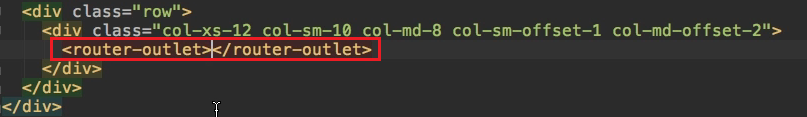 <div class="row">
<div class="col-xs-12 col-sm-10 col-md-8 col-sm-offset-1 col-md-offset-2">
<router-outlet></router-outlet>
</div>
</div>
</div>